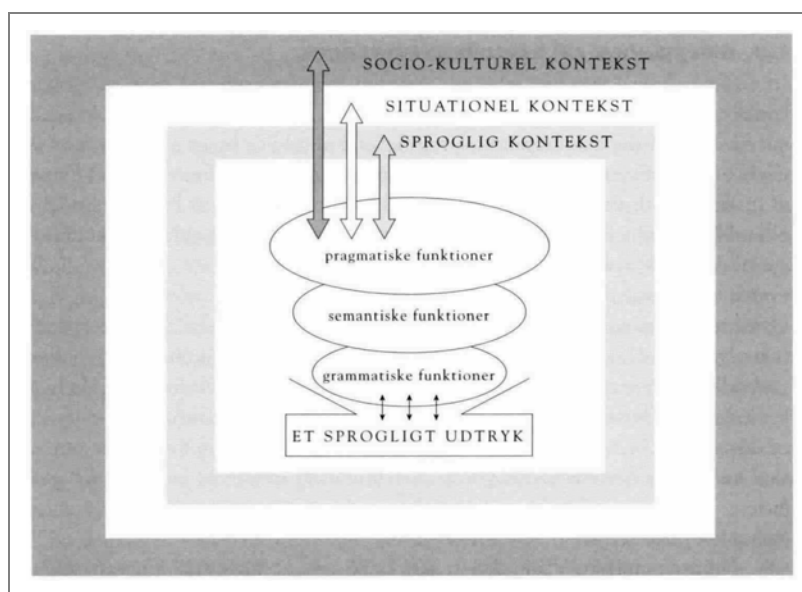 SOCIO-KULTUREL KONTEKST
SITUATIONEL KONTEKST
SPROGLIG KONTEKST
pragmatiske funktioner
semantiske funktioner
grammatiske funktioner
ET SPROGLIGT UDTRYK